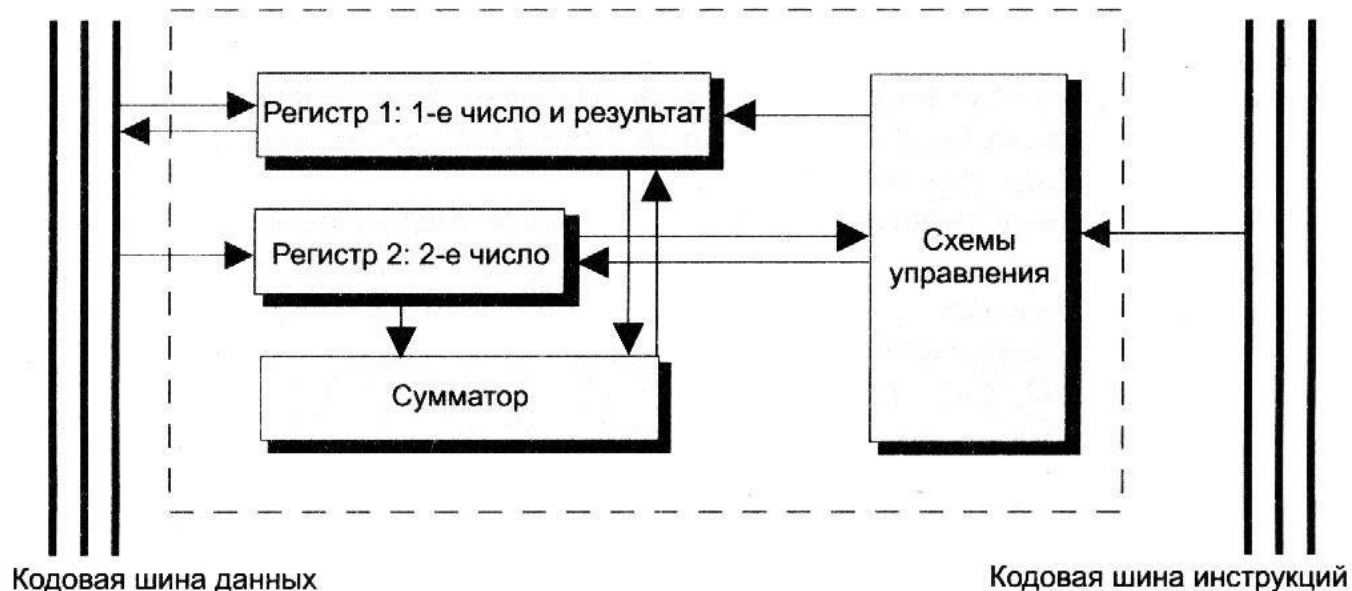 Регистр 1: 1-е число и результат
Регистр 2: 2-е число
Схемы
управления
Сумматор
Кодовая шина данных
Кодовая шина инструкций